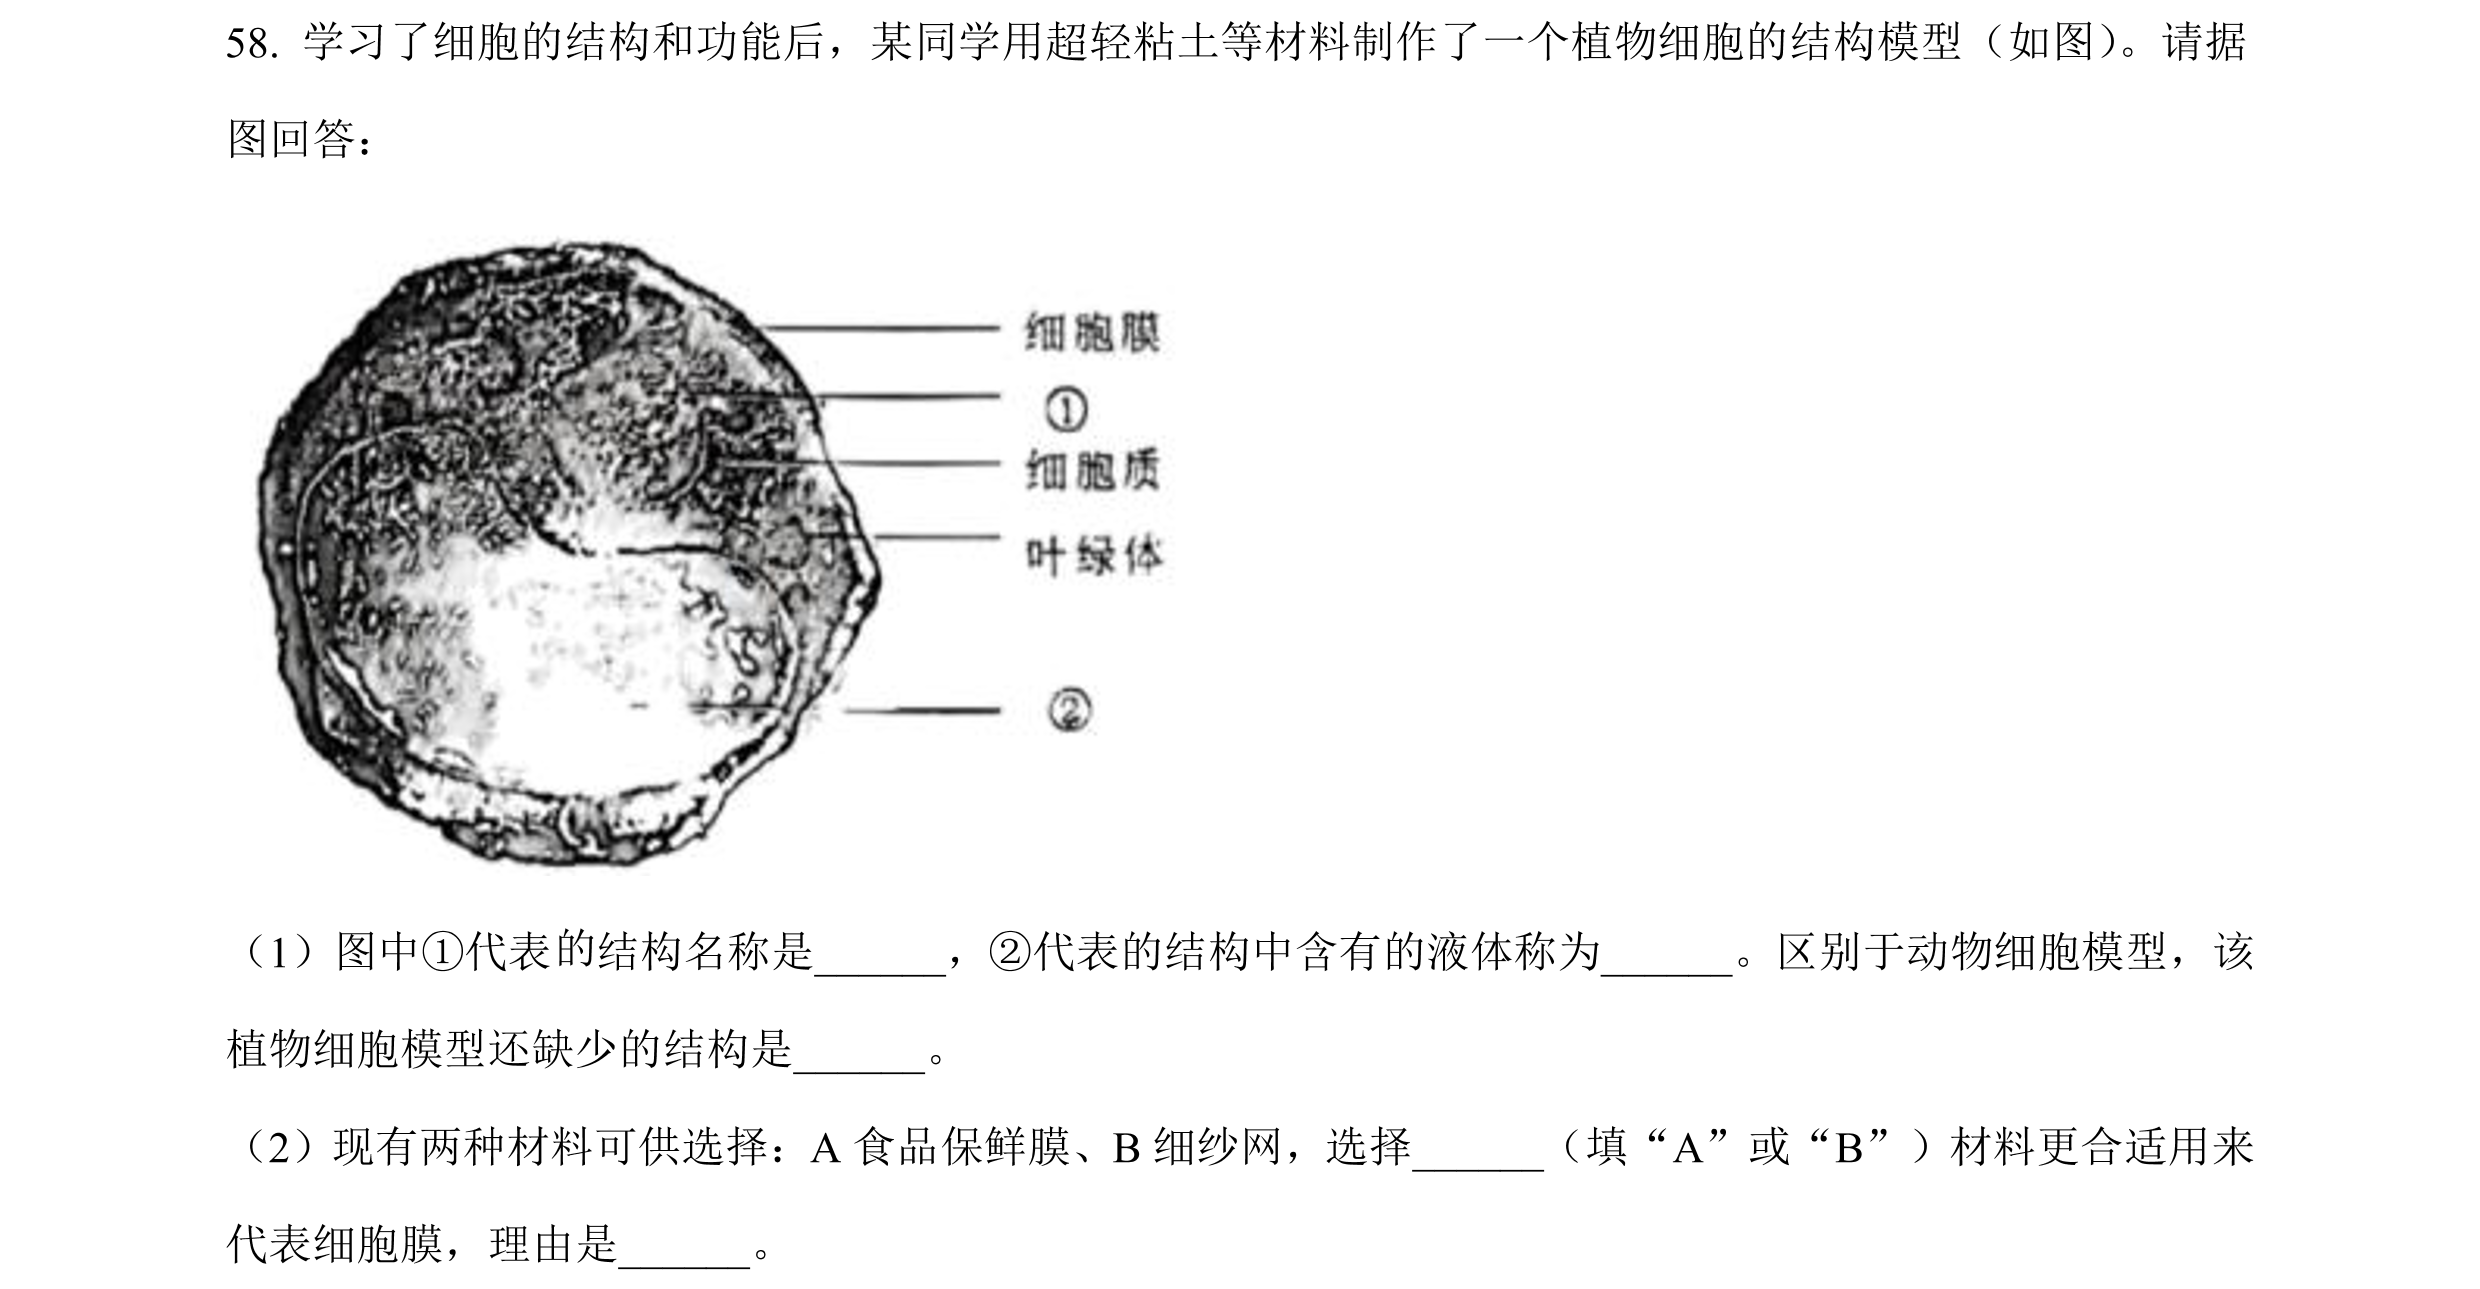 58. 学习了细胞的结构和功能后，某同学用超轻粘土等材料制作了一个植物细胞的结构模型（如图）。请据
图回答：
细胞膜
①
细胞质
叶绿体
②
（1）图中①代表的结构名称是______，②代表的结构中含有的液体称为______。区别于动物细胞模型，该
植物细胞模型还缺少的结构是______。
（2）现有两种材料可供选择：A 食品保鲜膜、B 细纱网，选择______（填“A”或“B”）材料更合适用来
代表细胞膜，理由是______。